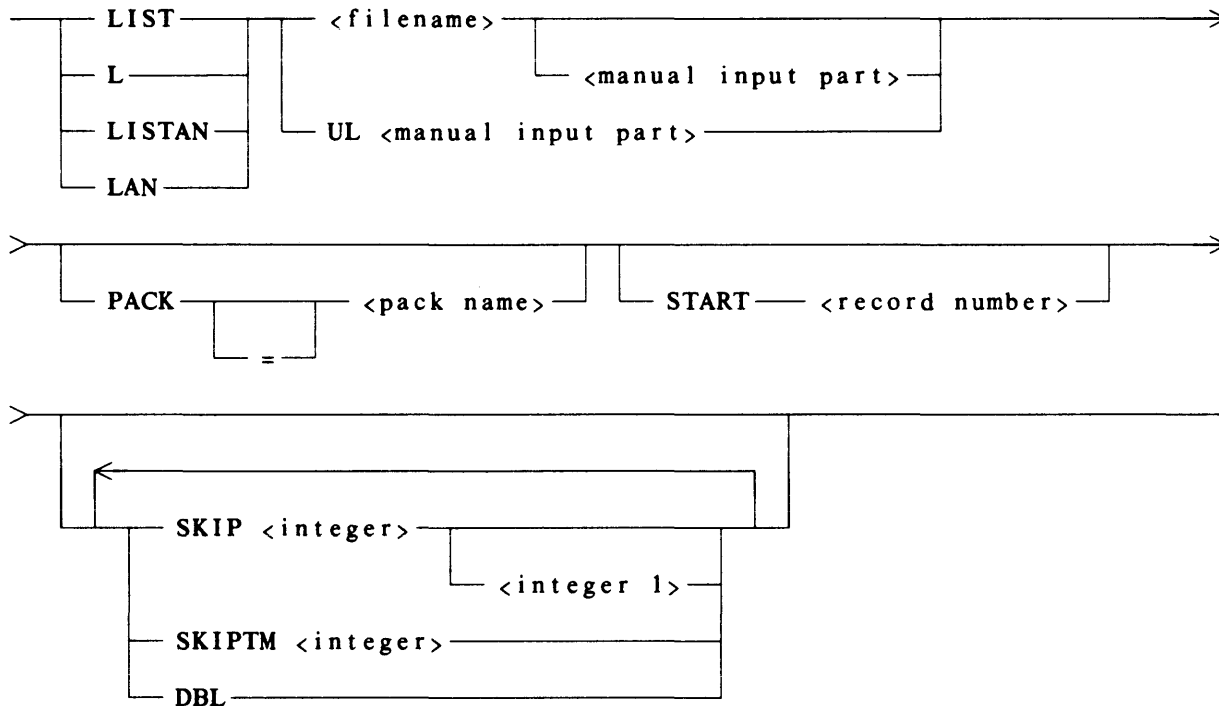 LIST <filename>
L <manual input part>
LISTAN UL <manual input part>
LAN
PACK <pack name> START <record number>
=
SKIP <integer>
<integer 1>
SKIPTM <integer>
DBL